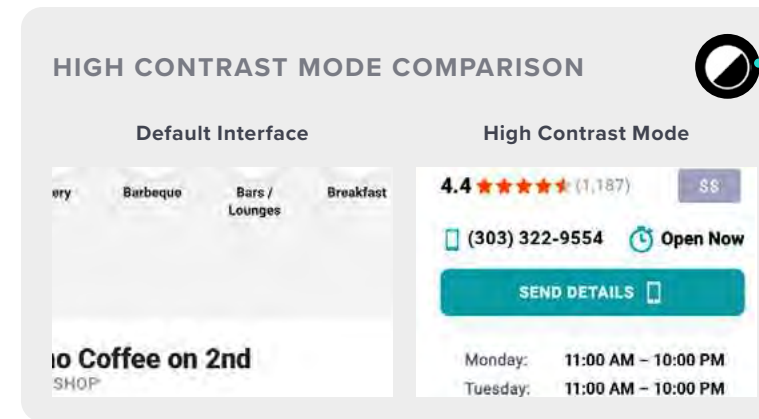 HIGH CONTRAST MODE COMPARISON
Default Interface
High Contrast Mode
ery Barbeque Bars / Breakfast
Lounges
no Coffee on 2nd
SHOP
4.4 (1,187) $$
(303) 322-9554 Open Now
SEND DETAILS
Monday: 11:00 AM – 10:00 PM
Tuesday: 11:00 AM – 10:00 PM